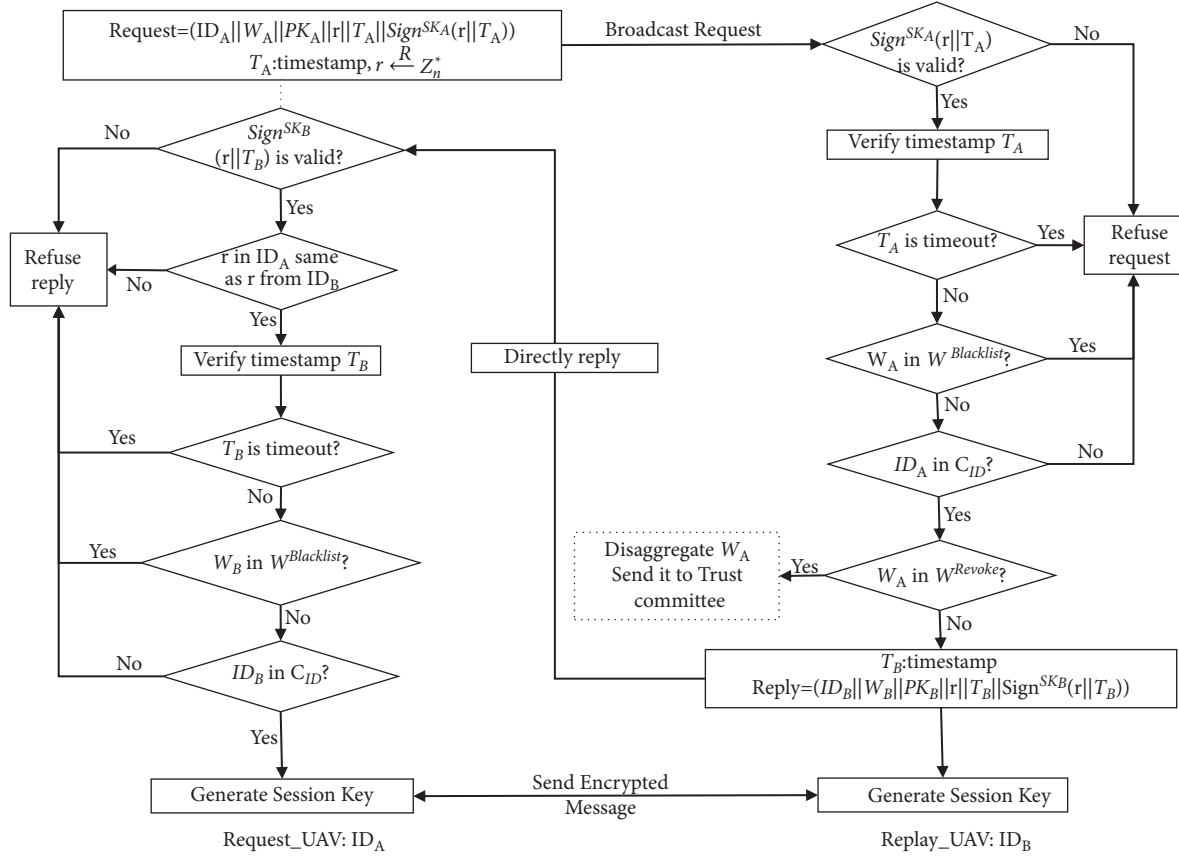 Request=(ID_A||W_A||PK_A||r||T_A||Sign^{SK_A}(r||T_A))
T_A:timestamp, r \xleftarrow{R} Z_n^*
Broadcast Request
Sign^{SK_A}(r||T_A)
is valid?
No
Yes
Verify timestamp T_A
T_A is timeout?
Yes
Refuse
request
No
W_A in W^{Blacklist}?
Yes
No
ID_A in C_{ID}?
No
Yes
W_A in W^{Revoke}?
Yes
Disaggregate W_A
Send it to Trust
committee
No
T_B:timestamp
Reply=(ID_B||W_B||PK_B||r||T_B||Sign^{SK_B}(r||T_B))
Directly reply
Sign^{SK_B}
(r||T_B) is valid?
No
Yes
Refuse
reply
r in ID_A same
as r from ID_B
No
Yes
Verify timestamp T_B
T_B is timeout?
Yes
No
W_B in W^{Blacklist}?
Yes
No
ID_B in C_{ID}?
No
Yes
Generate Session Key
Send Encrypted
Message
Generate Session Key
Request_UAV: ID_A
Replay_UAV: ID_B